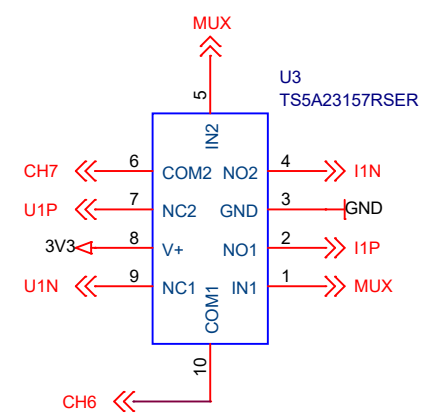 MUX
5
U3
TS5A23157RSER
IN2
CH7 6 COM2 NO2 4 I1N
U1P 7 NC2 GND 3 GND
3V3 8 V+ NO1 2 I1P
U1N 9 NC1 IN1 1 MUX
COM1
10
CH6